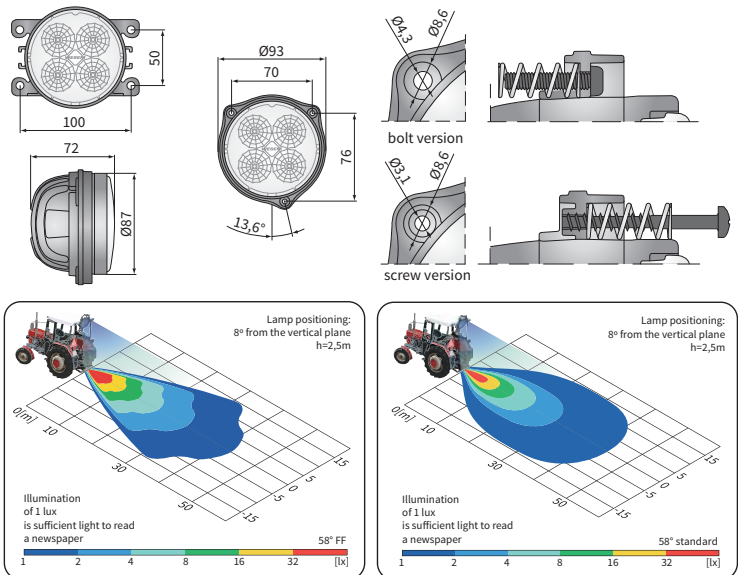 50
100
72
Ø87
Ø93
70
76
13,6°
Ø4,3
Ø8,6
bolt version
Ø3,1
Ø8,6
screw version
Lamp positioning:
8º from the vertical plane
h=2,5m
0[m]
10
30
50
-15
-5
0
5
15
Illumination
of 1 lux
is sufficient light to read
a newspaper
58° FF
1 2 4 8 16 32 [lx]
Lamp positioning:
8º from the vertical plane
h=2,5m
0[m]
10
30
50
-15
-5
0
5
15
Illumination
of 1 lux
is sufficient light to read
a newspaper
58° standard
1 2 4 8 16 32 [lx]